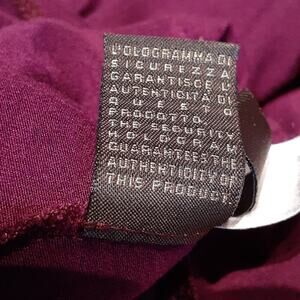 L'OLOGRAMMA DI
SICUREZZA
GARANTISCE L'
AUTENTICITÀ DI
QUESTO
PRODOTTO
THE SECURITY
HOLOGRAM
GUARANTEES THE
AUTHENTICITY OF
THIS PRODUCT